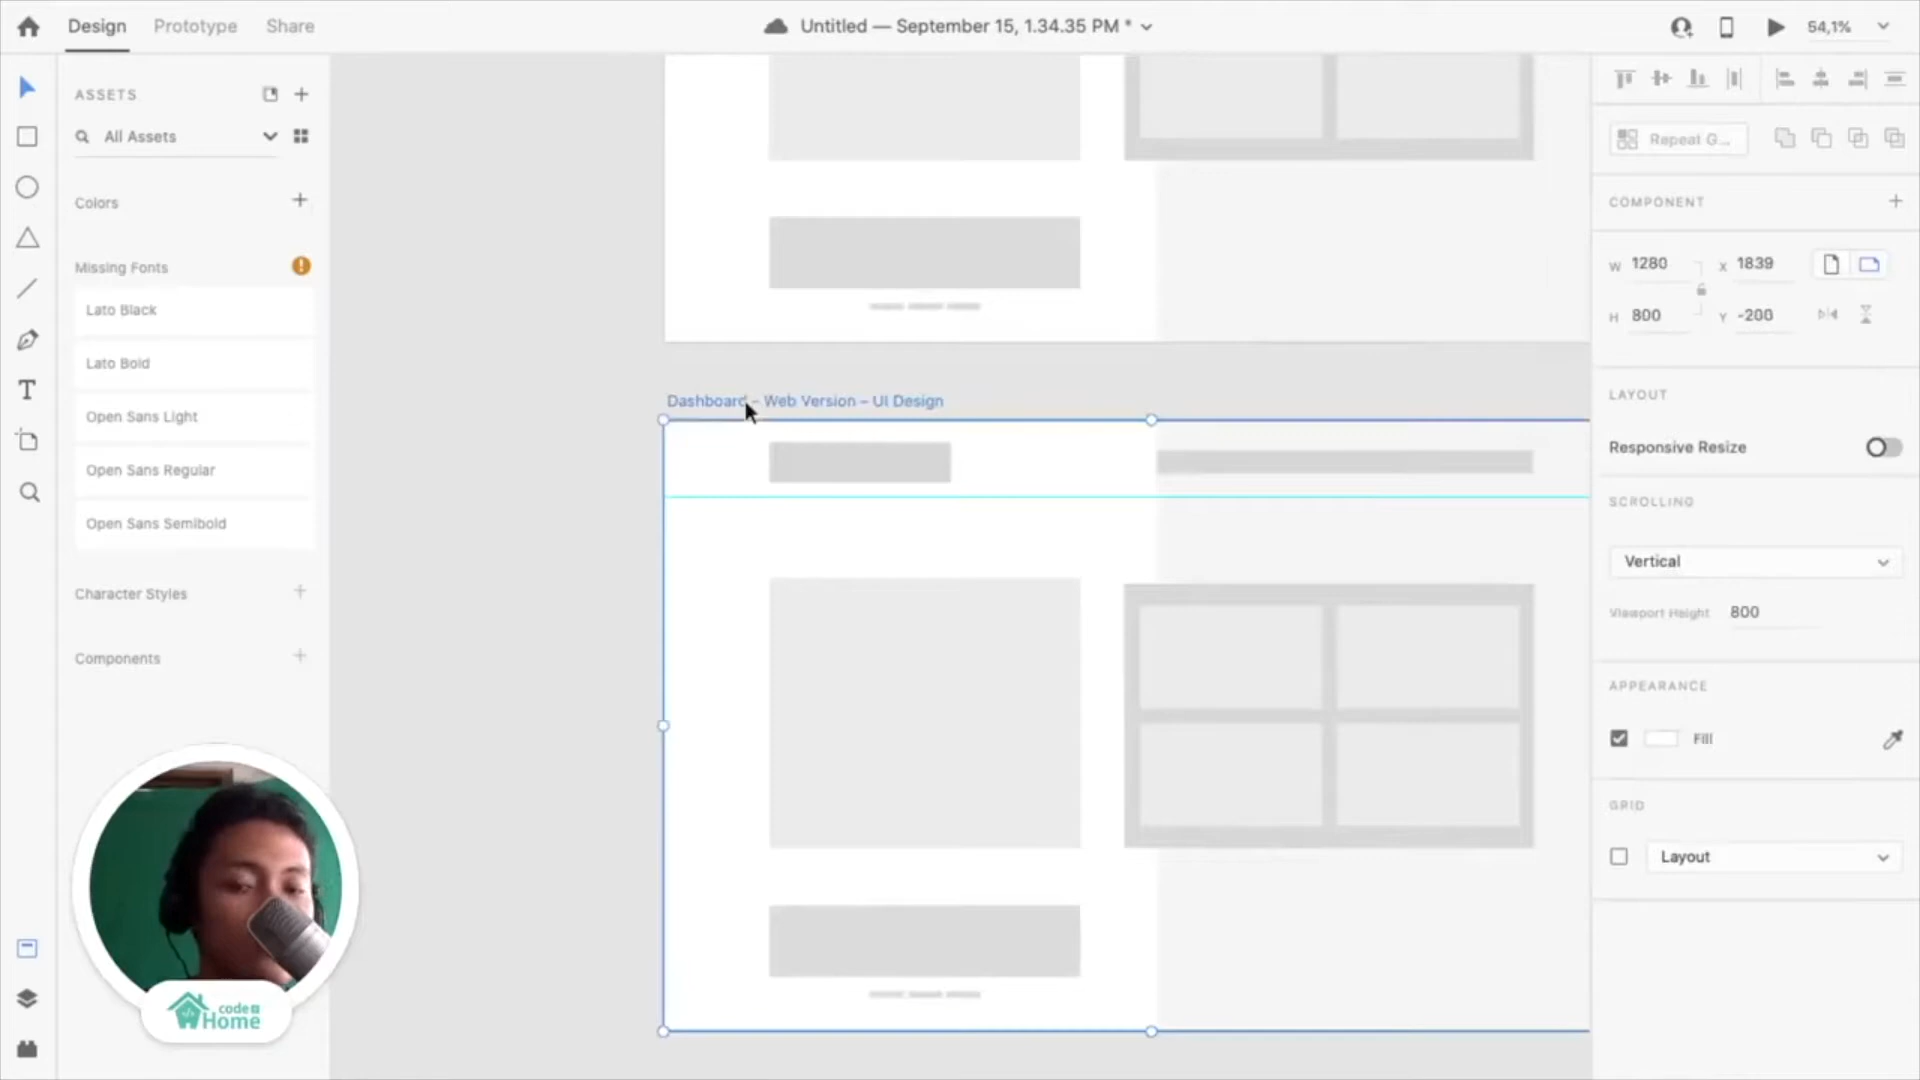 Design Prototype Share
Untitled — September 15, 1.34.35 PM *
54,1%
ASSETS
All Assets
Colors
Missing Fonts
Lato Black
Lato Bold
Open Sans Light
Open Sans Regular
Open Sans Semibold
Character Styles
Components
code
Home
Dashboard – Web Version – UI Design
Repeat G...
COMPONENT
W 1280 X 1839
H 800 Y -200
LAYOUT
Responsive Resize
SCROLLING
Vertical
Viewport Height 800
APPEARANCE
Fill
GRID
Layout